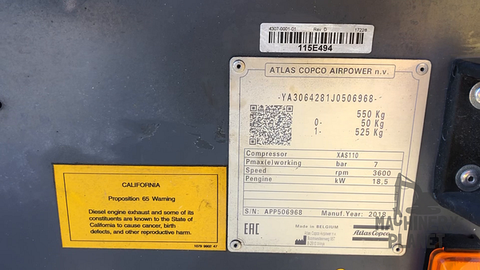 4307-0001-01 Rev. D 17228
115E494
ATLAS COPCO AIRPOWER n.v.
-YA3064281J0506968-
550 Kg
0- 50 Kg
1- 525 Kg
Compressor XAS110
Pmax(e)working bar 7
Speed rpm 3600
Pengine kW 18,5
S/N: APP506968 Manuf.Year: 2018
EAC
Made in BELGIUM
Atlas Copco
CALIFORNIA
Proposition 65 Warning
Diesel engine exhaust and some of its
constituents are known to the State of
California to cause cancer, birth
defects, and other reproductive harm.